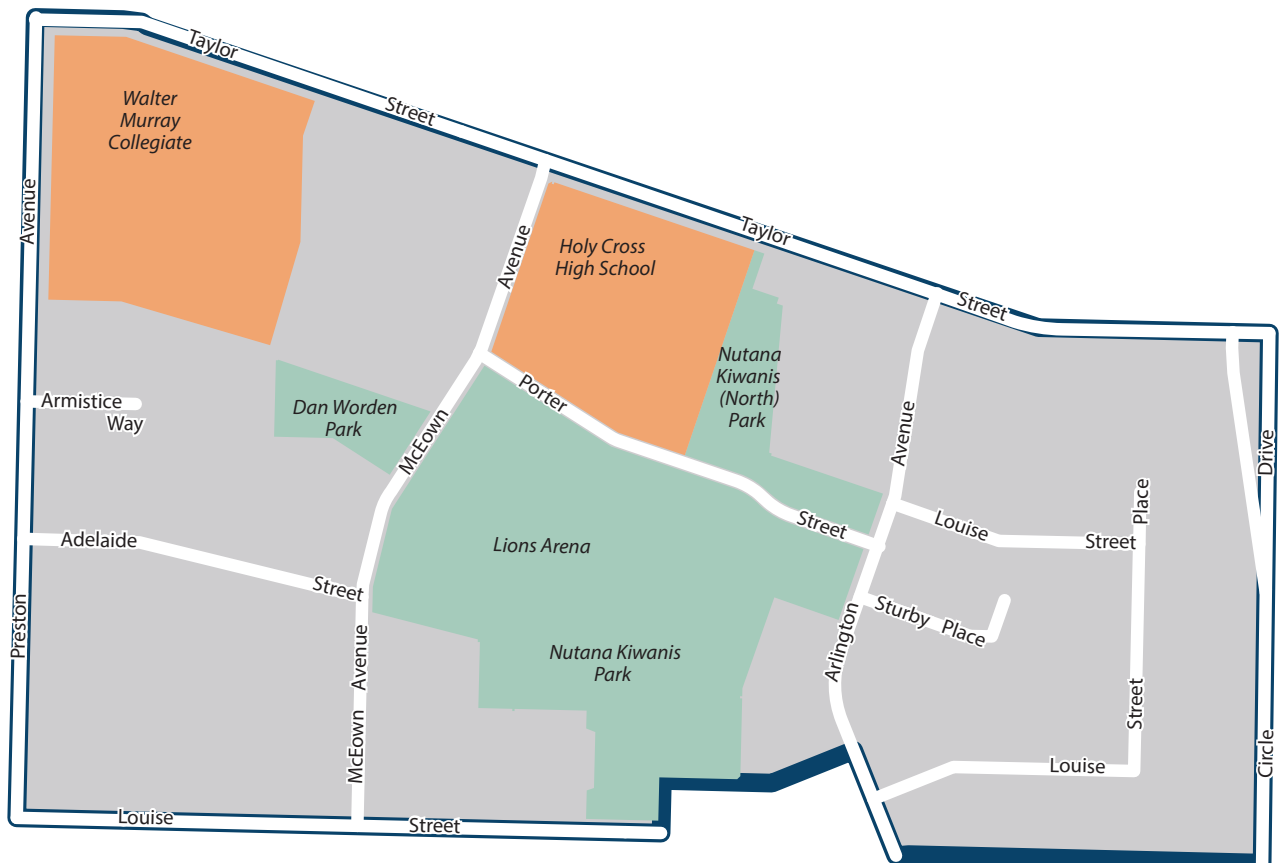 Taylor
Street
Walter
Murray
Collegiate
Avenue
Avenue
Holy Cross
High School
Taylor
Street
Nutana
Kiwanis
(North)
Park
Porter
Armistice
Way
Dan Worden
Park
McEown
Avenue
Drive
Place
Louise
Street
Street
Adelaide
Street
Lions Arena
Sturby Place
Preston
McEown Avenue
Nutana Kiwanis
Park
Arlington
Street
Louise
Circle
Louise
Street